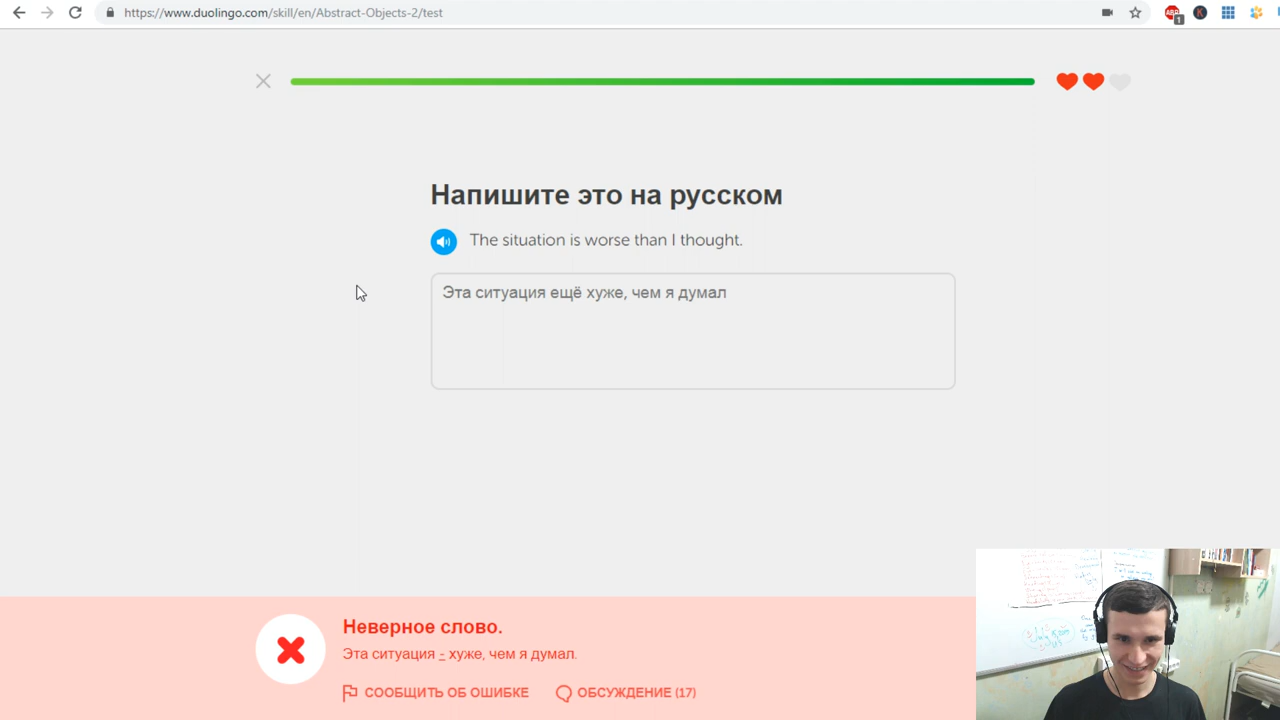 https://www.duolingo.com/skill/en/Abstract-Objects-2/test
ABP
1
K
Напишите это на русском
The situation is worse than I thought.
Эта ситуация ещё хуже, чем я думал
Неверное слово.
Эта ситуация - хуже, чем я думал.
СООБЩИТЬ ОБ ОШИБКЕ
ОБСУЖДЕНИЕ (17)